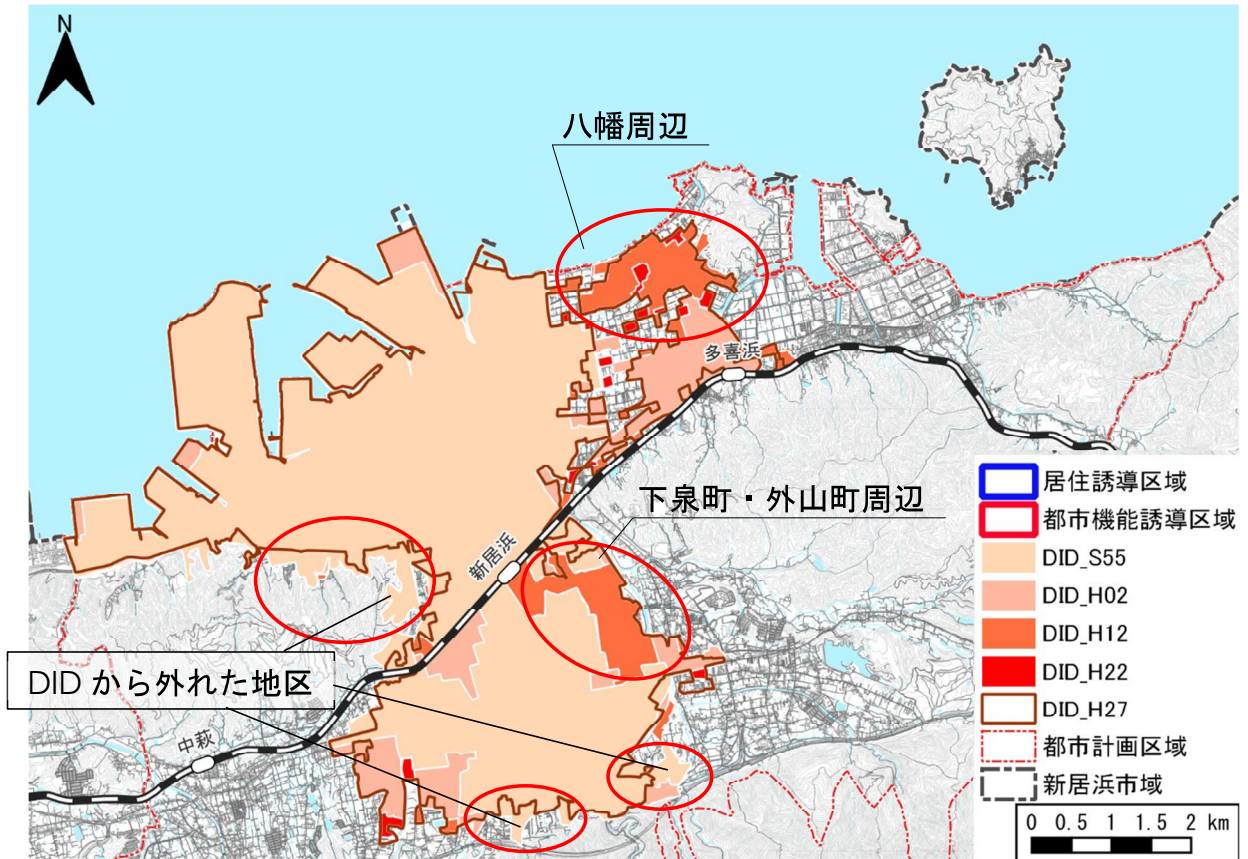 N
八幡周辺
多喜浜
下泉町・外山町周辺
新居浜
DID から外れた地区
中萩
居住誘導区域
都市機能誘導区域
DID_S55
DID_H02
DID_H12
DID_H22
DID_H27
都市計画区域
新居浜市域
0 0.5 1 1.5 2 km